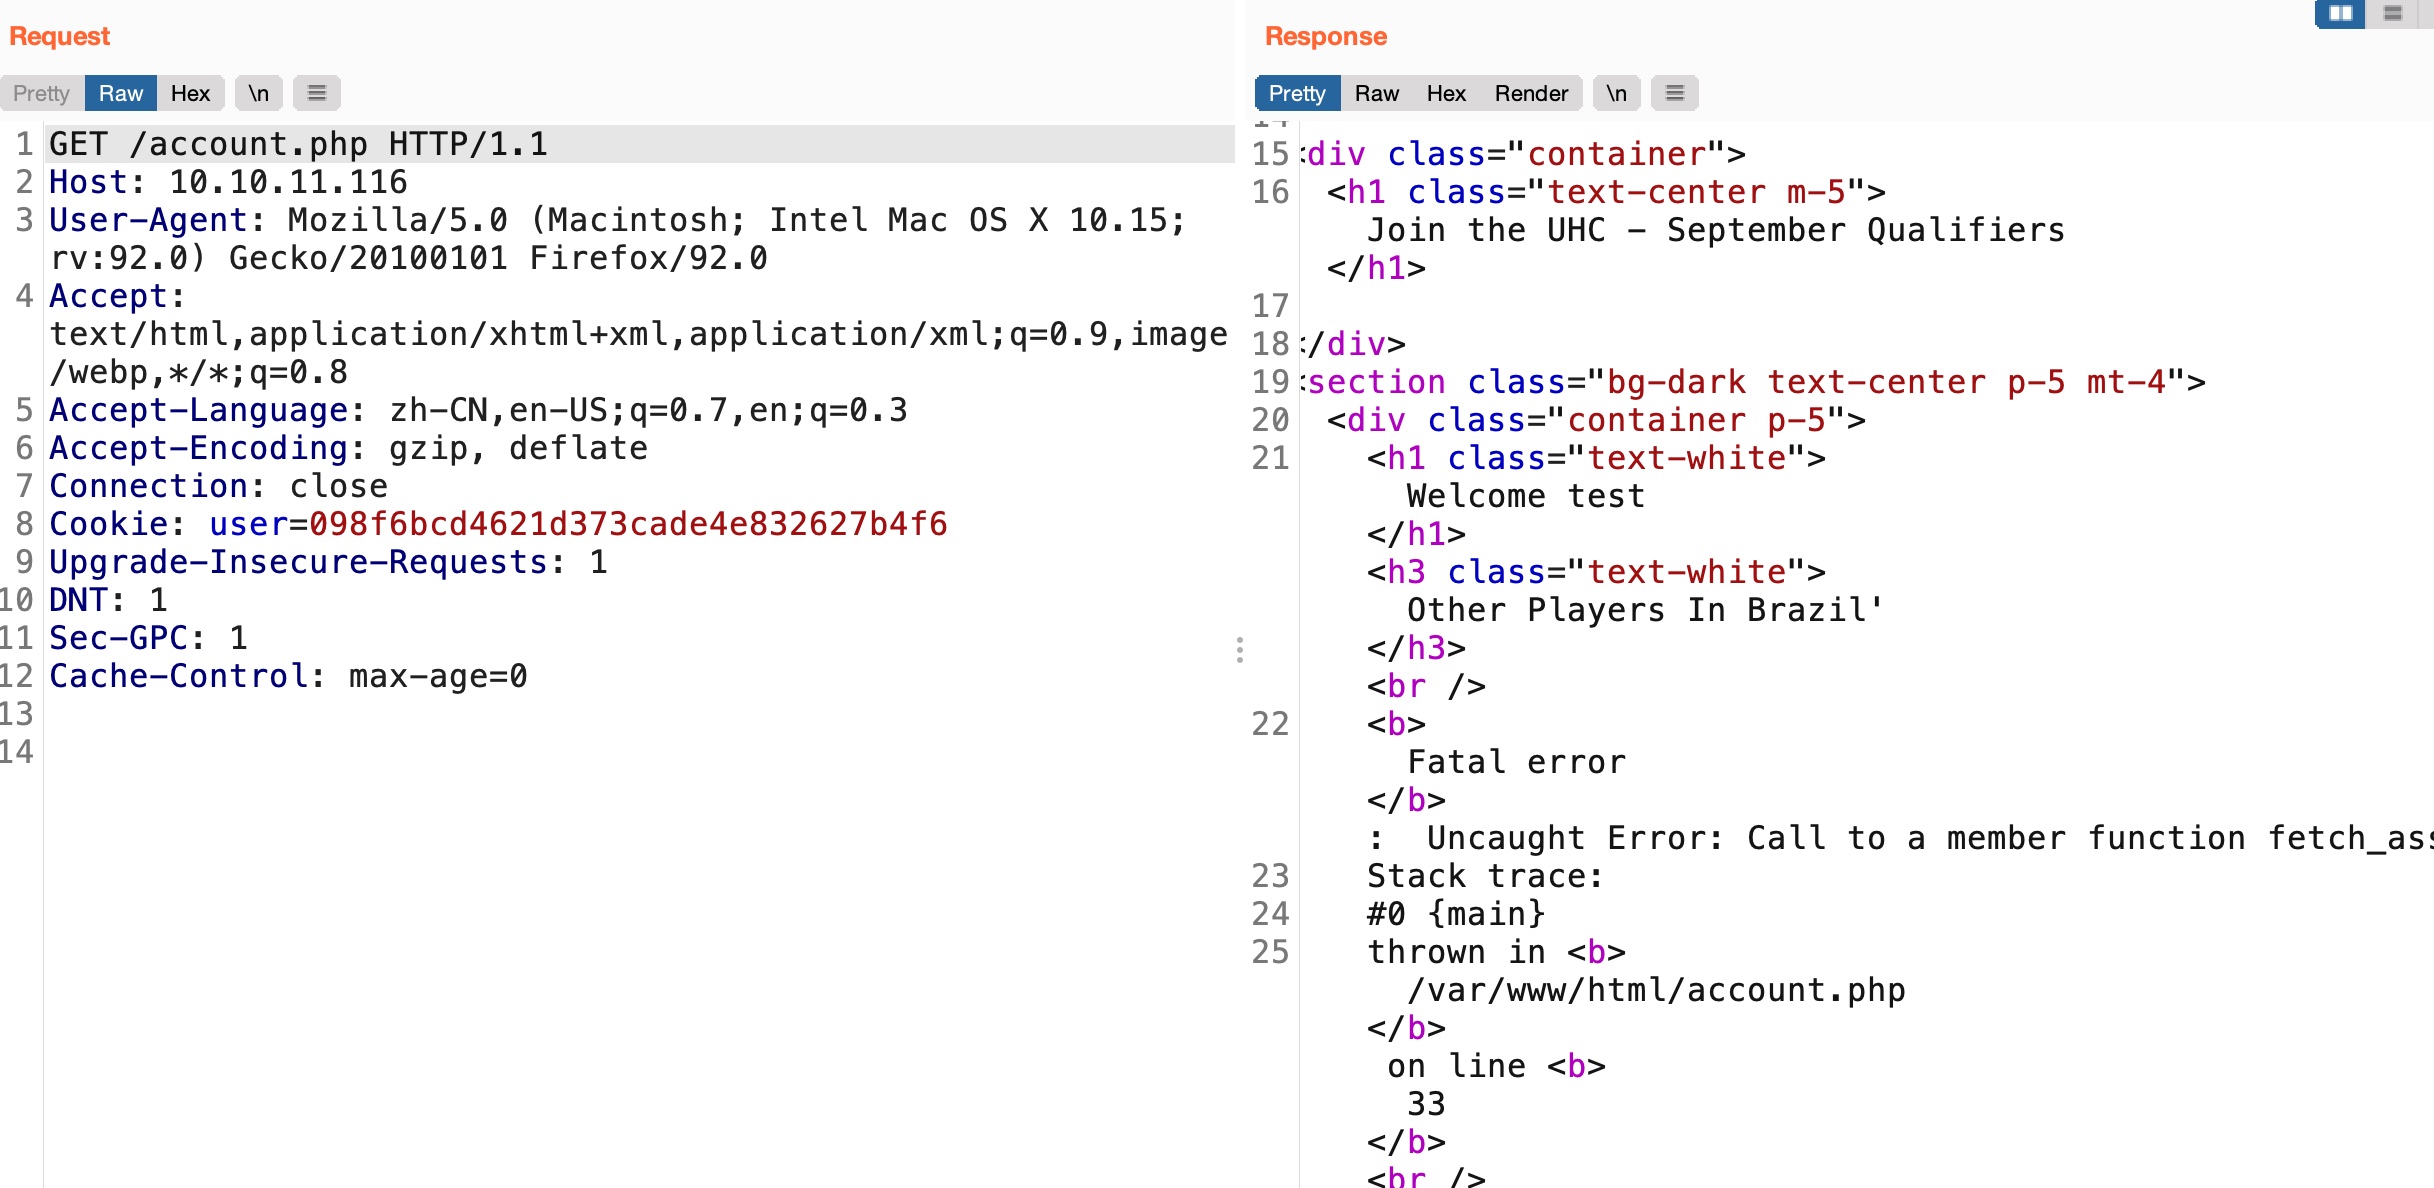 Request
Pretty Raw Hex \n
1 GET /account.php HTTP/1.1
2 Host: 10.10.11.116
3 User-Agent: Mozilla/5.0 (Macintosh; Intel Mac OS X 10.15;
rv:92.0) Gecko/20100101 Firefox/92.0
4 Accept:
text/html,application/xhtml+xml,application/xml;q=0.9,image
/webp,*/*;q=0.8
5 Accept-Language: zh-CN,en-US;q=0.7,en;q=0.3
6 Accept-Encoding: gzip, deflate
7 Connection: close
8 Cookie: user=098f6bcd4621d373cade4e832627b4f6
9 Upgrade-Insecure-Requests: 1
10 DNT: 1
11 Sec-GPC: 1
12 Cache-Control: max-age=0
13
14
Response
Pretty Raw Hex Render \n
14
15 <div class="container">
16 <h1 class="text-center m-5">
Join the UHC - September Qualifiers
</h1>
17
18 </div>
19 <section class="bg-dark text-center p-5 mt-4">
20 <div class="container p-5">
21 <h1 class="text-white">
Welcome test
</h1>
<h3 class="text-white">
Other Players In Brazil'
</h3>
<br />
22 <b>
Fatal error
</b>
:  Uncaught Error: Call to a member function fetch_ass
23 Stack trace:
24 #0 {main}
25 thrown in <b>
/var/www/html/account.php
</b>
on line <b>
33
</b>
<br />